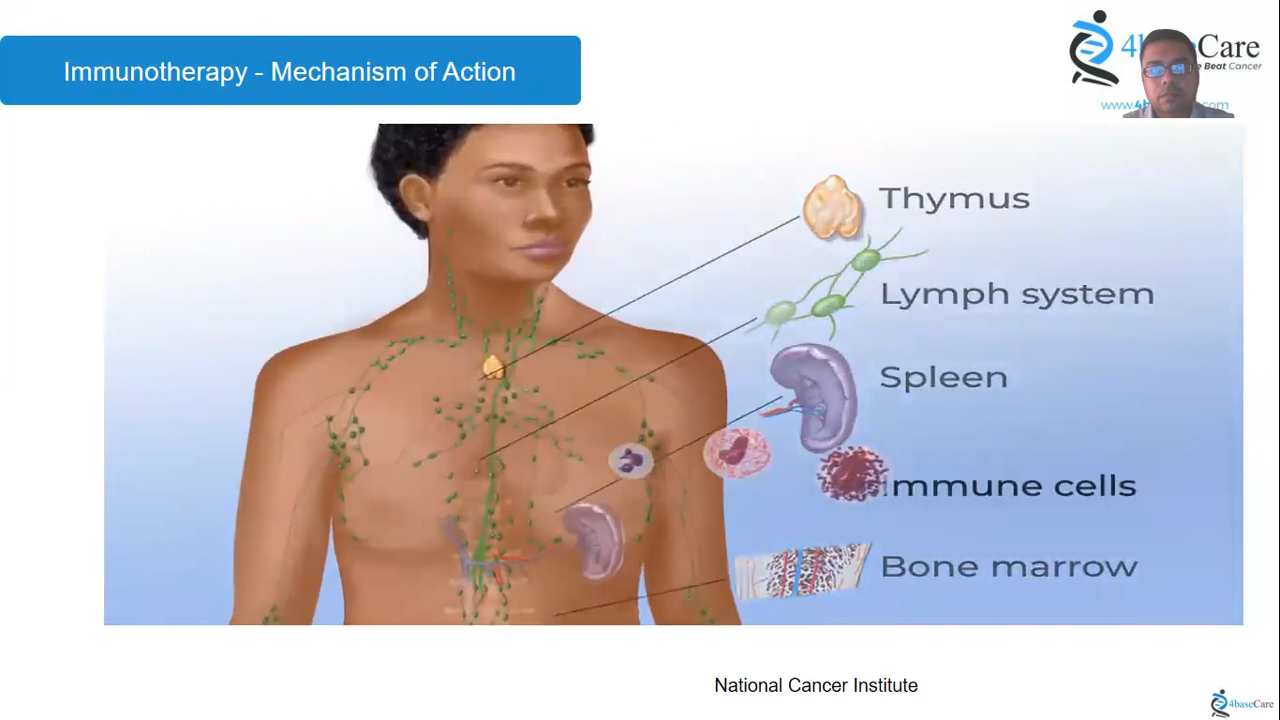 Immunotherapy - Mechanism of Action
Care
Beat Cancer
www.
.com
Thymus
Lymph system
Spleen
Immune cells
Bone marrow
National Cancer Institute
4baseCare